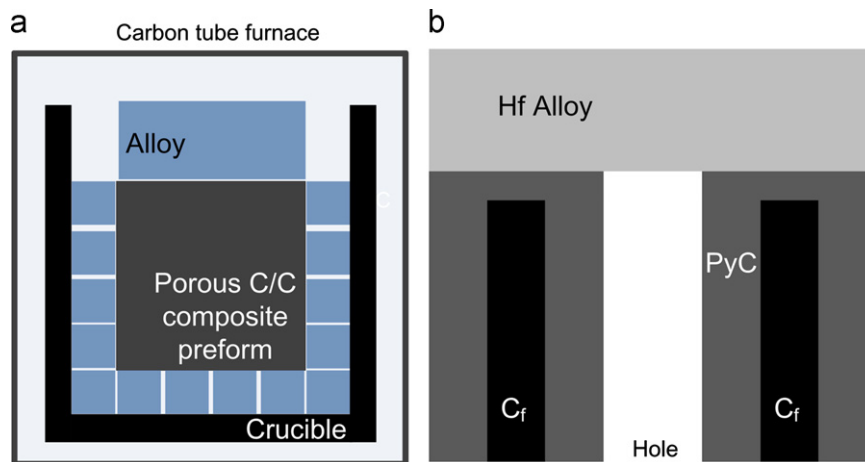 a
Carbon tube furnace
Alloy
C
Porous C/C
composite
preform
Crucible
b
Hf Alloy
PyC
Cf
Cf
Hole